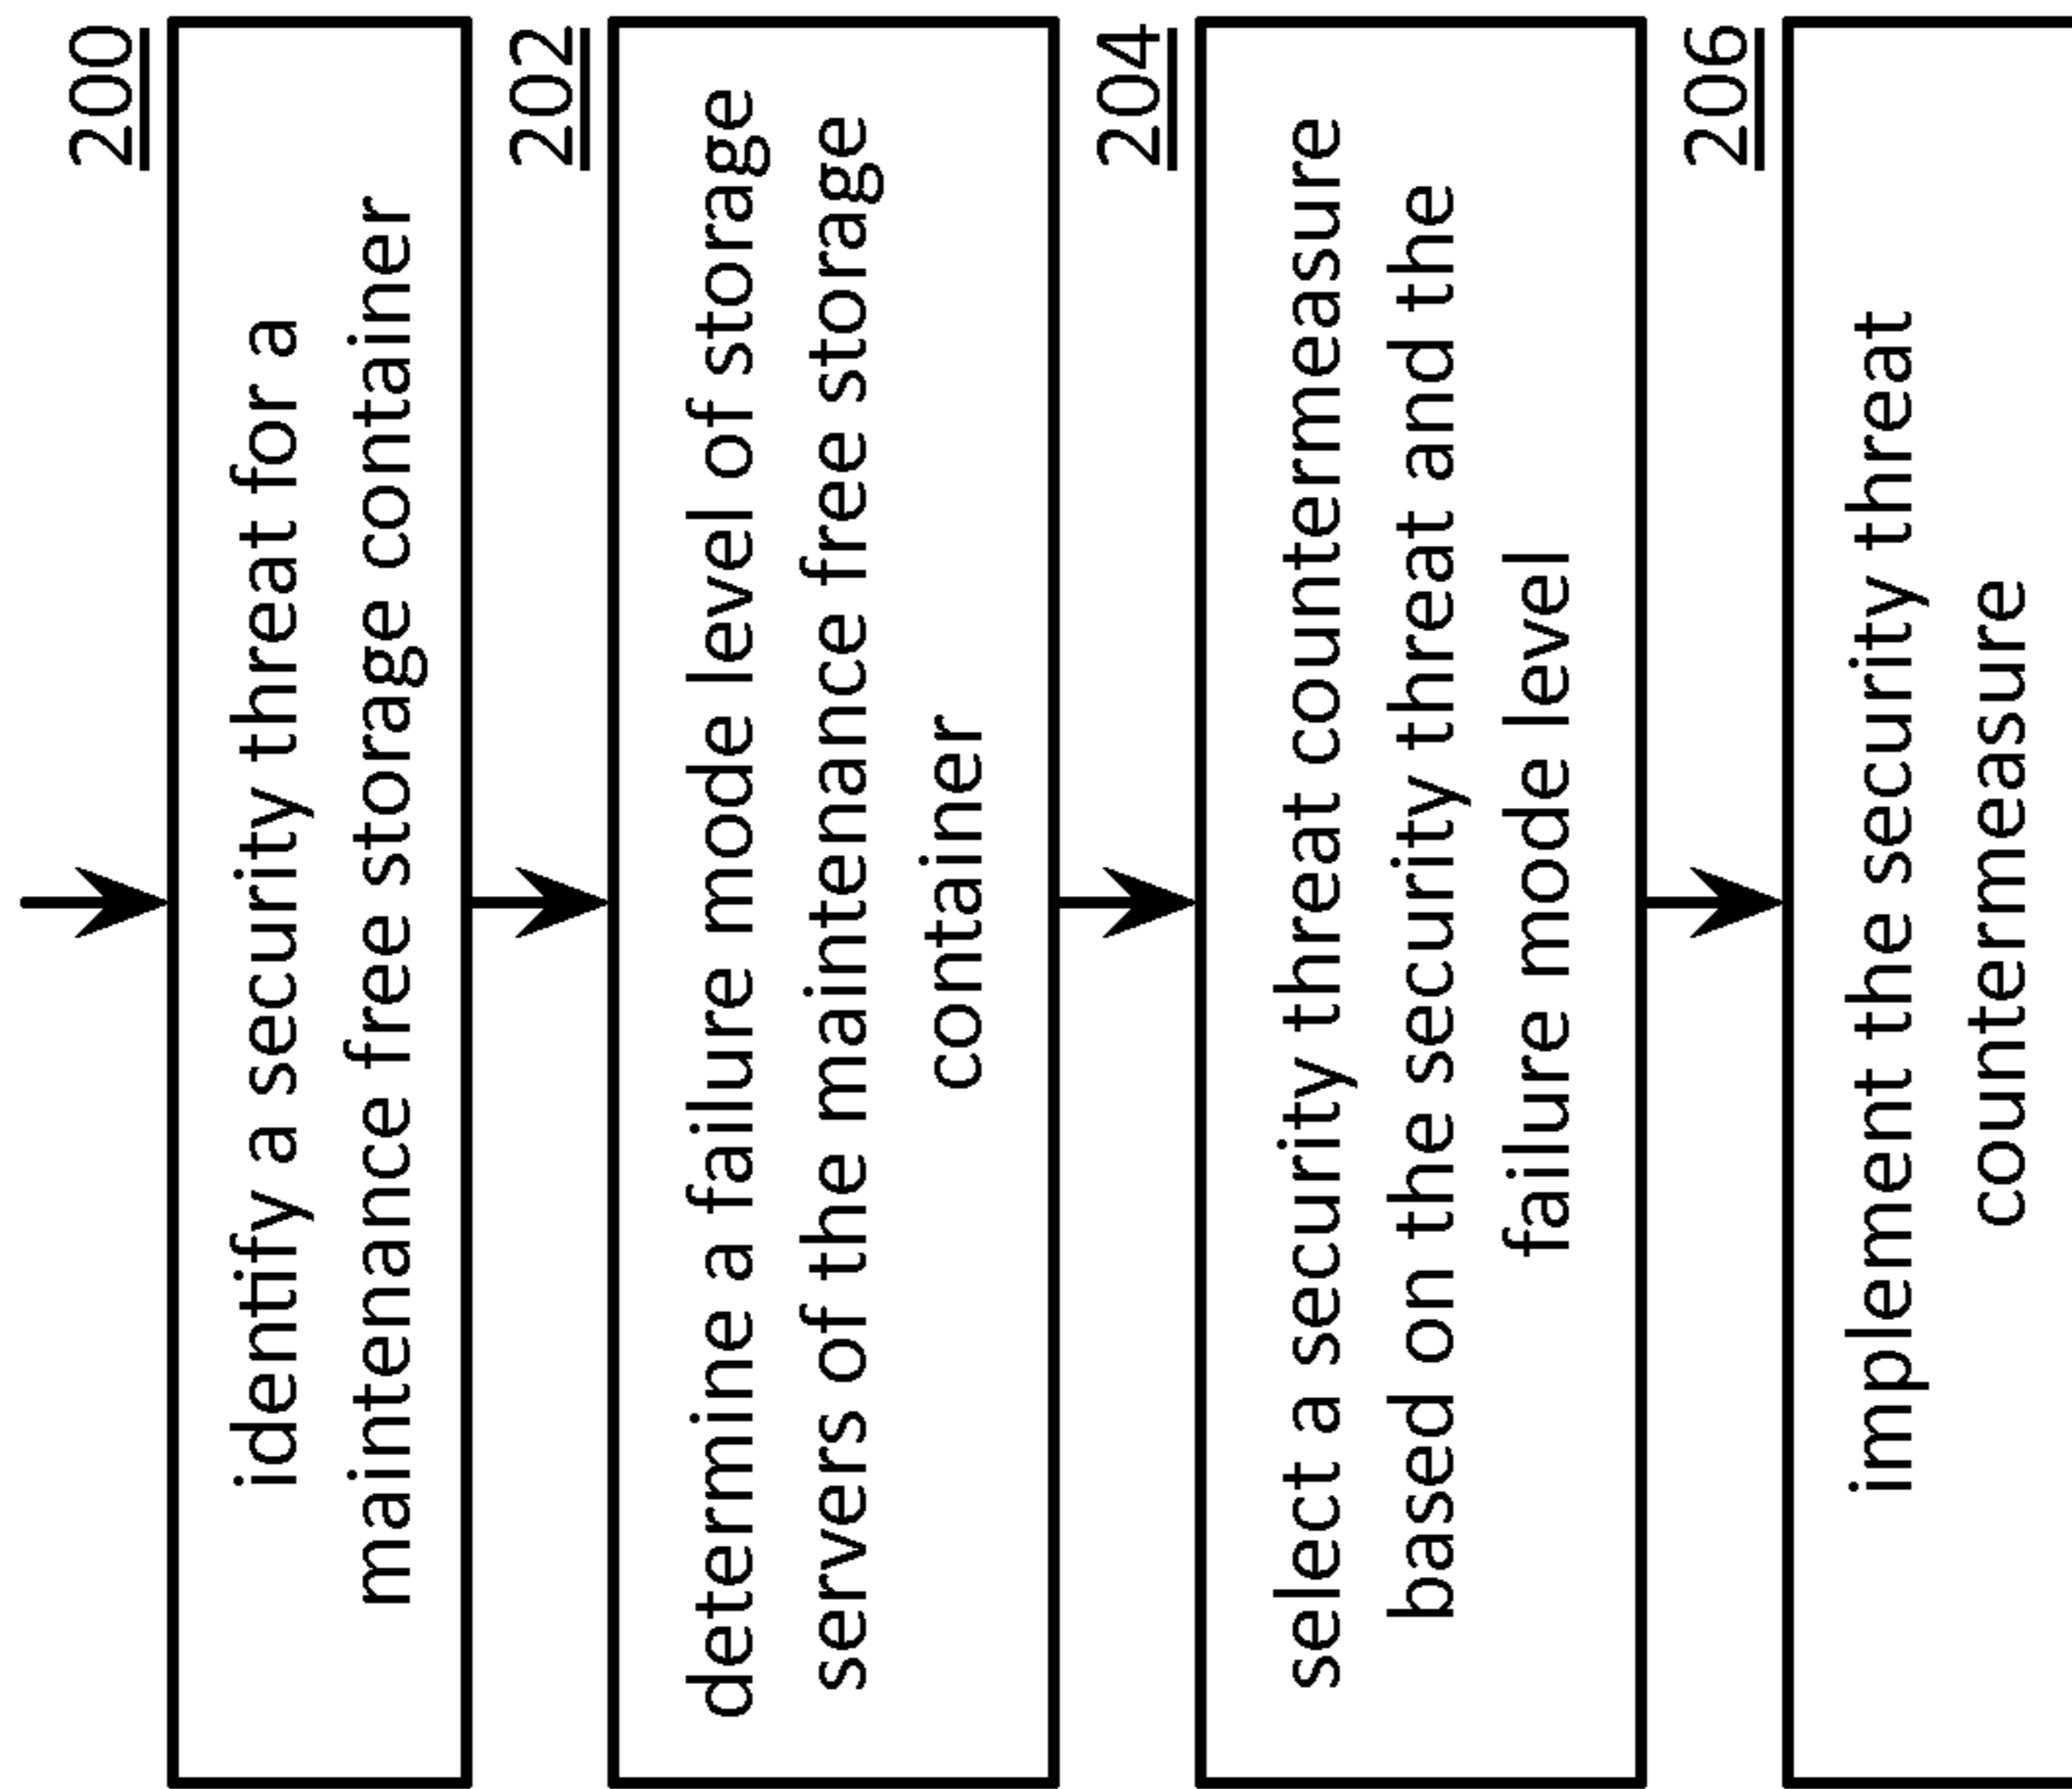 200
identify a security threat for a
maintenance free storage container
202
determine a failure mode level of storage
servers of the maintenance free storage
container
204
select a security threat countermeasure
based on the security threat and the
failure mode level
206
implement the security threat
countermeasure